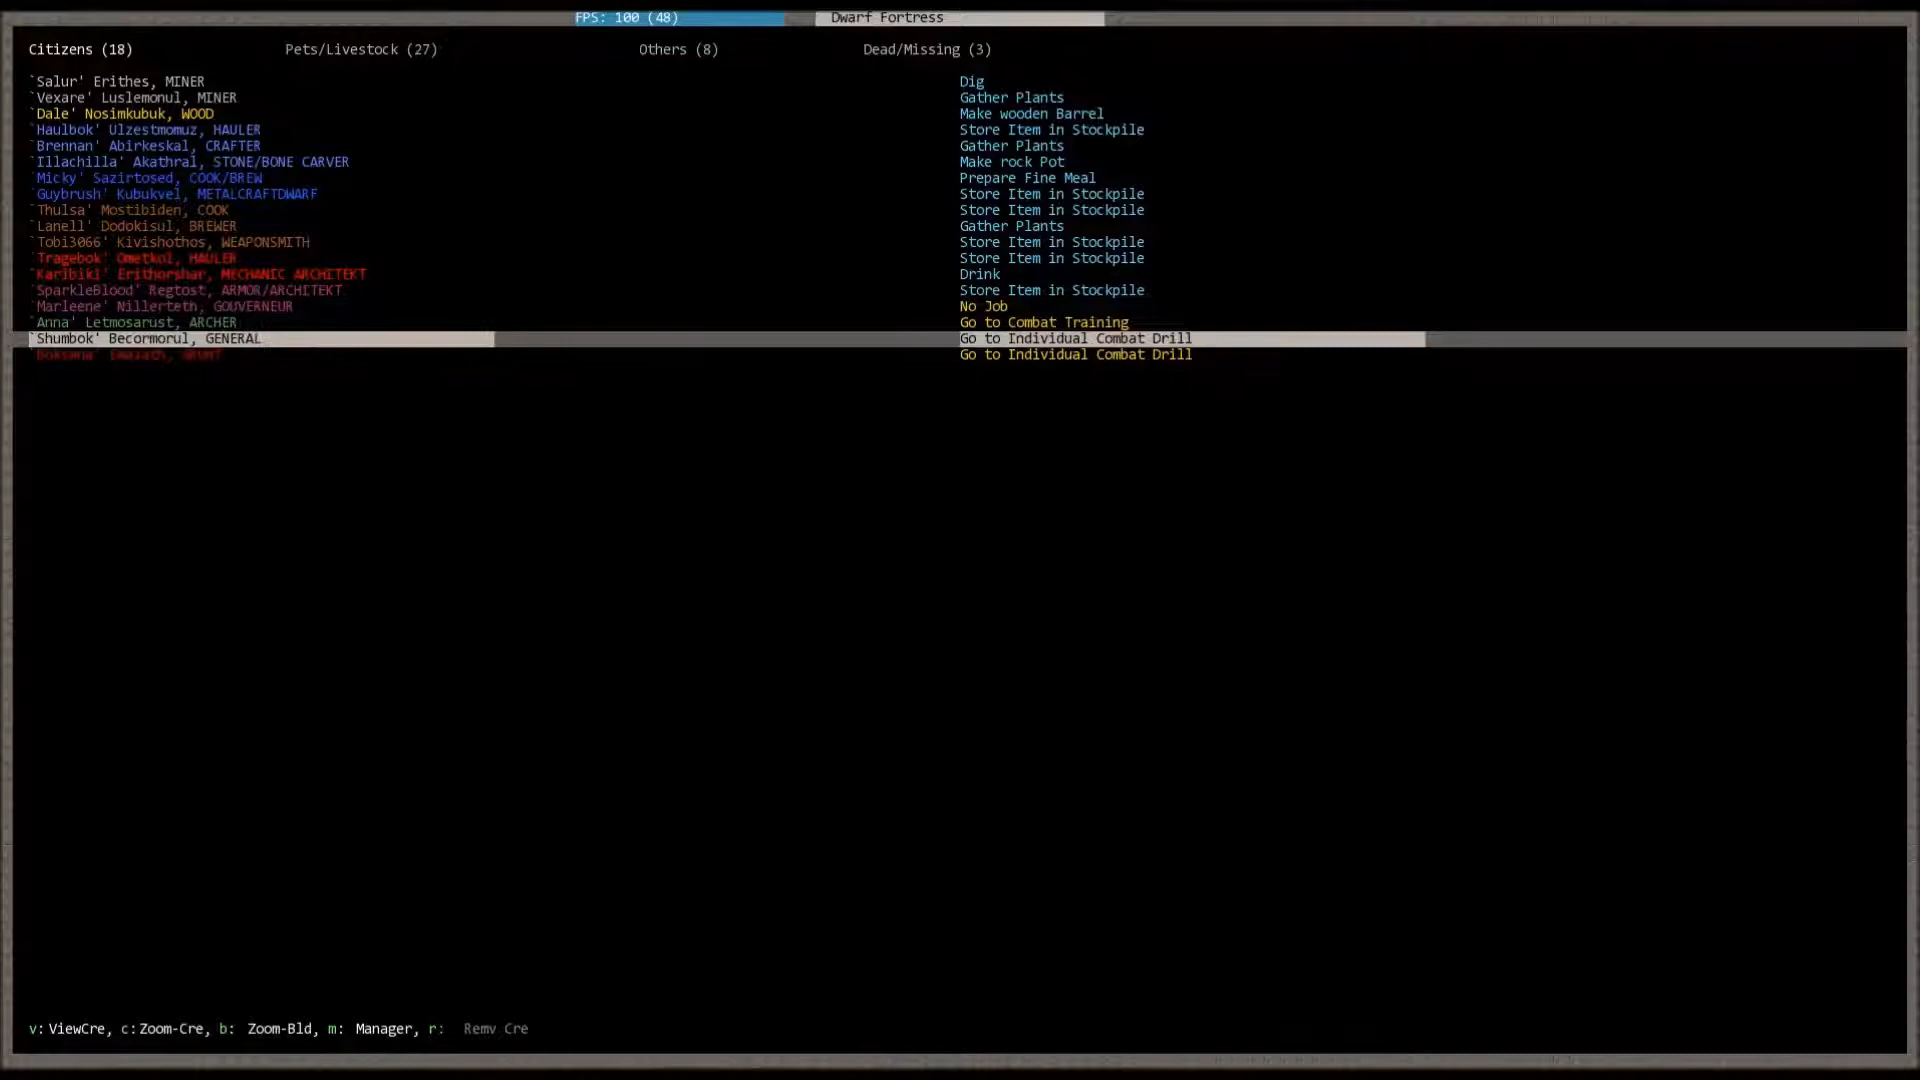 FPS: 100 (48) Dwarf Fortress
Citizens (18) Pets/Livestock (27) Others (8) Dead/Missing (3)
`Salur' Erithes, MINER Dig
`Vexare' Luslemonul, MINER Gather Plants
`Dale' Nosimkubuk, WOOD Make wooden Barrel
`Haulbok' Ulzestmomuz, HAULER Store Item in Stockpile
`Brennan' Abirkeskal, CRAFTER Gather Plants
`Illachilla' Akathral, STONE/BONE CARVER Make rock Pot
`Micky' Sazirtosed, COOK/BREW Prepare Fine Meal
`Guybrush' Kubukvel, METALCRAFTDWARF Store Item in Stockpile
`Thulsa' Mostibiden, COOK Store Item in Stockpile
`Lanell' Dodokisul, BREWER Gather Plants
`Tobi3066' Kivishothos, WEAPONSMITH Store Item in Stockpile
`Tragebok' Ometkol, HAULER Store Item in Stockpile
`Karibiki' Erithorshar, MECHANIC ARCHITEKT Drink
`SparkleBlood' Regtost, ARMOR/ARCHITEKT Store Item in Stockpile
`Marleene' Nillerteth, GOUVERNEUR No Job
`Anna' Letmosarust, ARCHER Go to Combat Training
`Shumbok' Becormorul, GENERAL Go to Individual Combat Drill
Go to Individual Combat Drill
v: ViewCre, c: Zoom-Cre, b: Zoom-Bld, m: Manager, r: Remv Cre